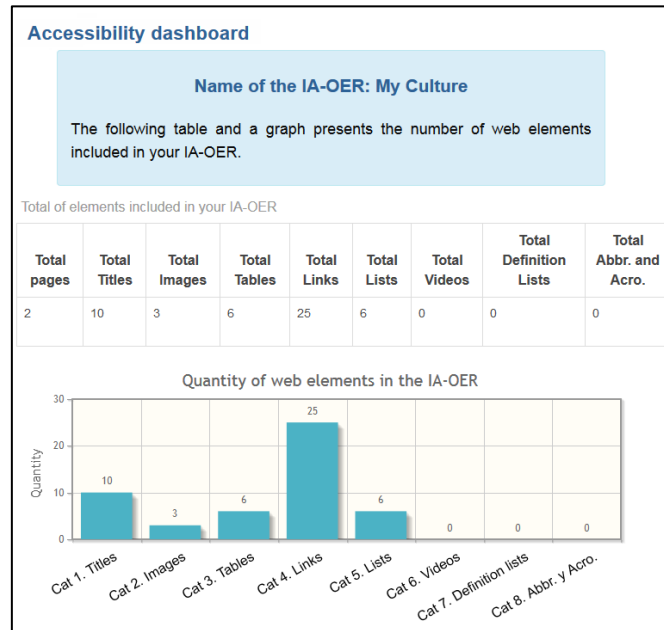 Accessibility dashboard
Name of the IA-OER: My Culture
The following table and a graph presents the number of web elements
included in your IA-OER.
Total of elements included in your IA-OER
Total pages Total Titles Total Images Total Tables Total Links Total Lists Total Videos Total Definition Lists Total Abbr. and Acro.
2 10 3 6 25 6 0 0 0
Quantity of web elements in the IA-OER
Quantity
30
20
10
0
10 3 6 25 6 0 0 0
Cat 1. Titles
Cat 2. Images
Cat 3. Tables
Cat 4. Links
Cat 5. Lists
Cat 6. Videos
Cat 7. Definition lists
Cat 8. Abbr. y Acro.